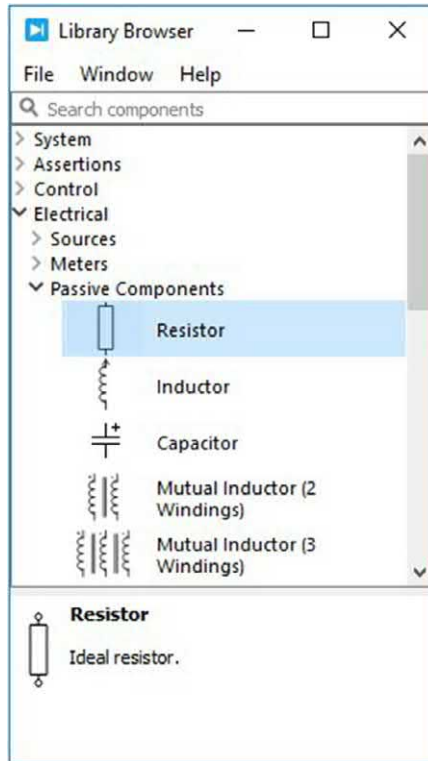 Library Browser
File Window Help
Search components
System
Assertions
Control
Electrical
Sources
Meters
Passive Components
Resistor
Inductor
Capacitor
Mutual Inductor (2
Windings)
Mutual Inductor (3
Windings)
Resistor
Ideal resistor.